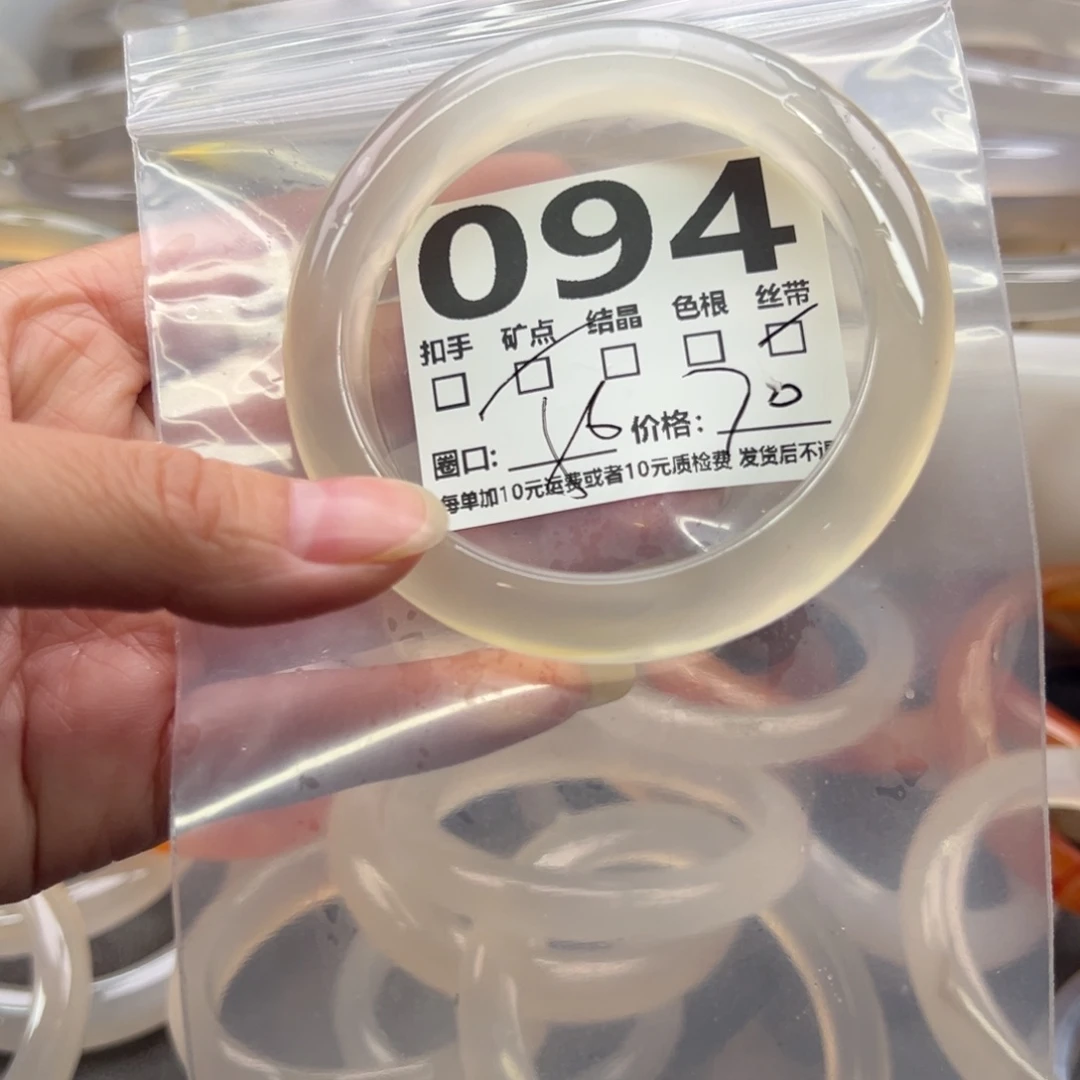 094
扣手 矿点 结晶 色根 丝带
圈口: 价格: 70
每单加10元运费或者10元质检费 发货后不退